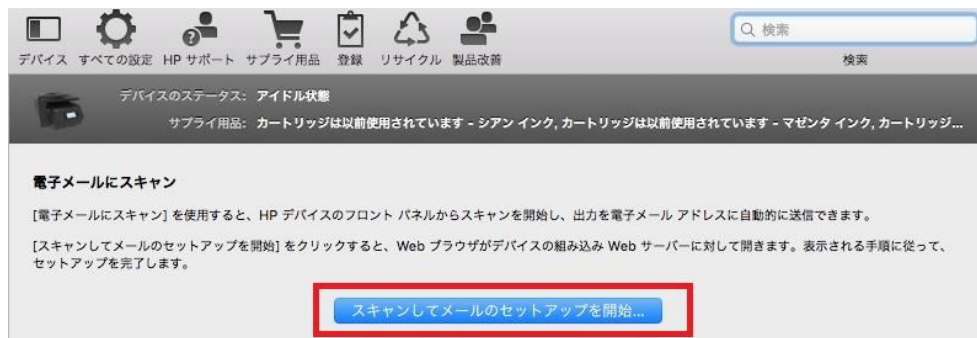 デバイス すべての設定 HP サポート サプライ用品 登録 リサイクル 製品改善
検索
検索
デバイスのステータス: アイドル状態
サプライ用品: カートリッジは以前使用されています - シアン インク, カートリッジは以前使用されています - マゼンタ インク, カートリッジ...
電子メールにスキャン
[電子メールにスキャン] を使用すると、HP デバイスのフロント パネルからスキャンを開始し、出力を電子メール アドレスに自動的に送信できます。
[スキャンしてメールのセットアップを開始] をクリックすると、Web ブラウザがデバイスの組み込み Web サーバーに対して開きます。表示される手順に従って、
セットアップを完了します。
スキャンしてメールのセットアップを開始...